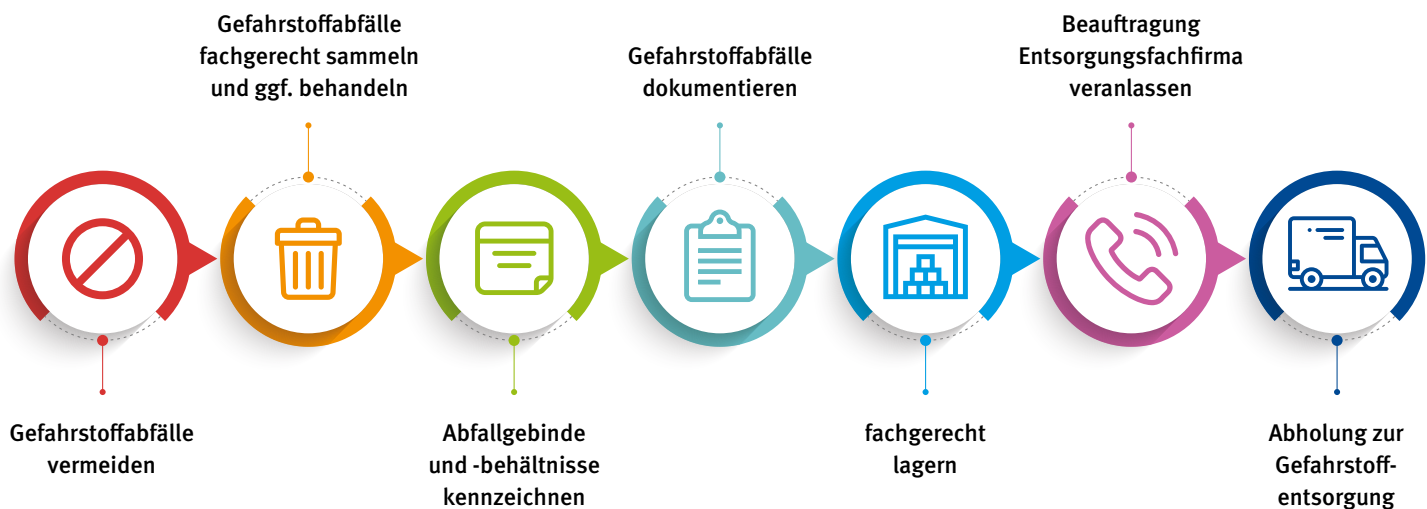 Gefahrstoffabfälle
vermeiden
Gefahrstoffabfälle
fachgerecht sammeln
und ggf. behandeln
Abfallgebinde
und -behältnisse
kennzeichnen
Gefahrstoffabfälle
dokumentieren
fachgerecht
lagern
Beauftragung
Entsorgungsfachfirma
veranlassen
Abholung zur
Gefahrstoff-
entsorgung